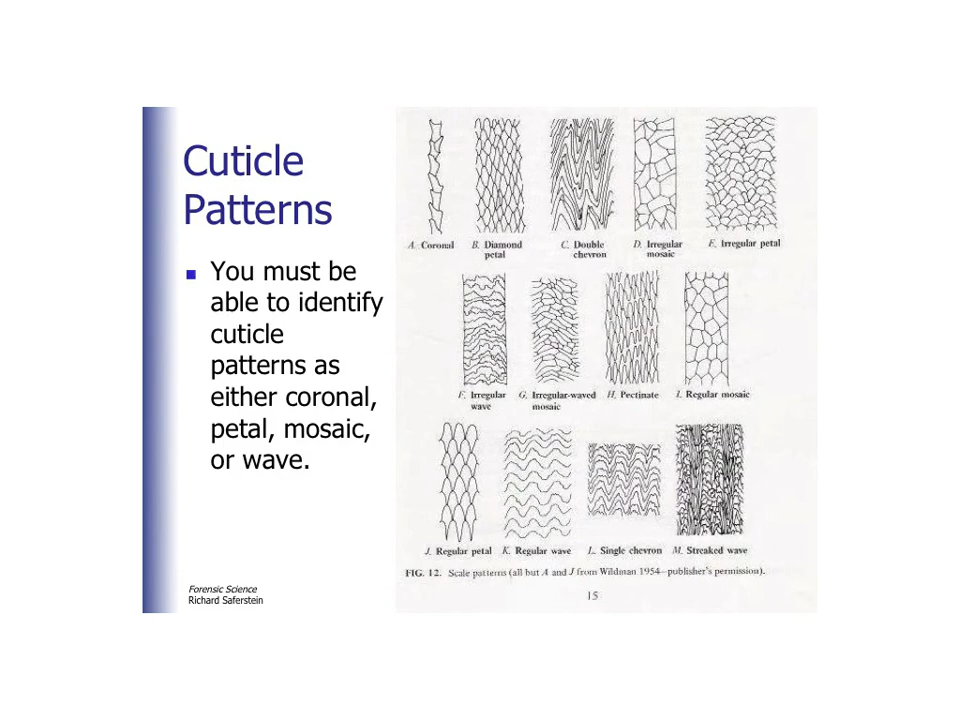 Cuticle
Patterns
You must be
able to identify
cuticle
patterns as
either coronal,
petal, mosaic,
or wave.
Forensic Science
Richard Saferstein
A. Coronal
B. Diamond
petal
C. Double
chevron
D. Irregular
mosaic
E. Irregular petal
F. Irregular
wave
G. Irregular-waved
mosaic
H. Pectinate
I. Regular mosaic
J. Regular petal
K. Regular wave
L. Single chevron
M. Streaked wave
FIG. 12. Scale patterns (all but A and J from Wildman 1954—publisher's permission).
15